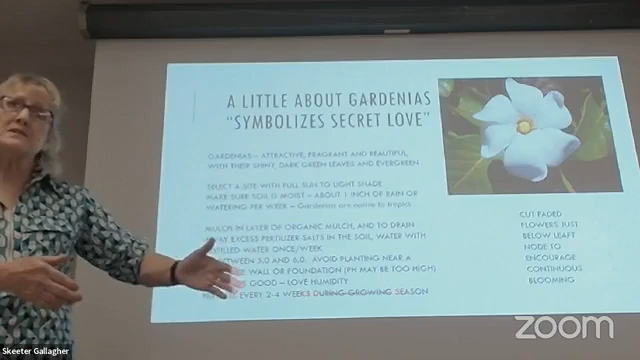 A LITTLE ABOUT GARDENIAS
"SYMBOLIZES SECRET LOVE"
GARDENIAS – ATTRACTIVE, FRAGRANT AND BEAUTIFUL,
WITH THEIR SHINY, DARK GREEN LEAVES AND EVERGREEN
SELECT A SITE WITH FULL SUN TO LIGHT SHADE
MAKE SURE SOIL IS MOIST – ABOUT 1 INCH OF RAIN OR
WATERING PER WEEK – Gardenias are native to tropics
MULCH IN LAYER OF ORGANIC MULCH, AND TO DRAIN
EXCESS FERTILIZER SALTS IN THE SOIL, WATER WITH
WATER ONCE/WEEK
BETWEEN 5.0 AND 6.0 AVOID PLANTING NEAR A
WALL OR FOUNDATION (PH MAY BE TOO HIGH)
GOOD – LOVE HUMIDITY
EVERY 2-4 WEEKS DURING GROWING SEASON
CUT FADED
FLOWERS JUST
BELOW LEAFT
NODE TO
ENCOURAGE
CONTINUOUS
BLOOMING
zoom
Skeeter Gallagher